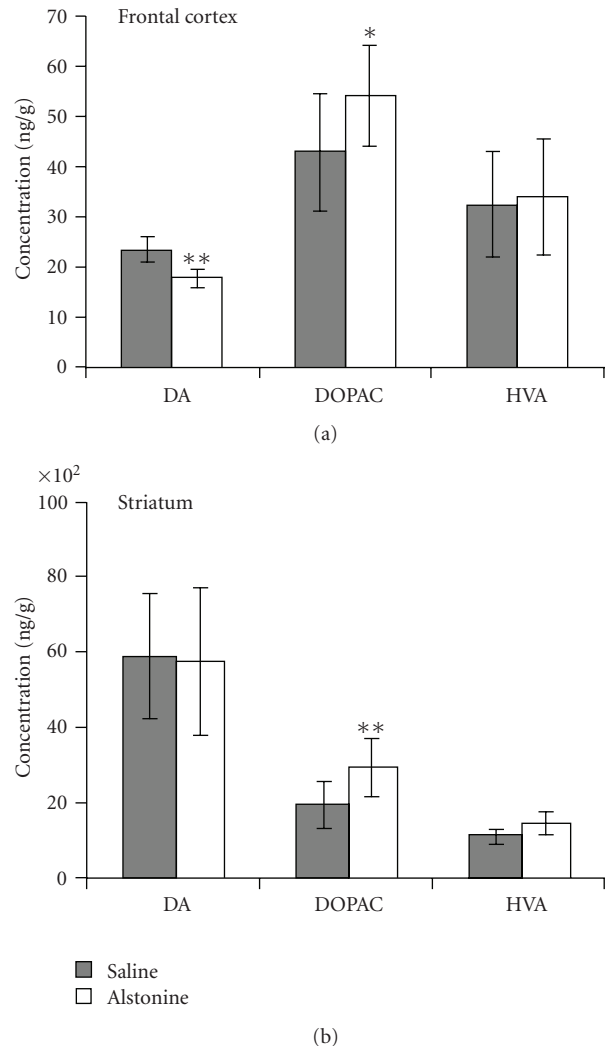 Frontal cortex
Concentration (ng/g)
70
60
50
40
30
20
10
0
*
**
DA DOPAC HVA
(a)
×10²
Striatum
Concentration (ng/g)
100
80
60
40
20
0
**
DA DOPAC HVA
Saline
Alstonine
(b)